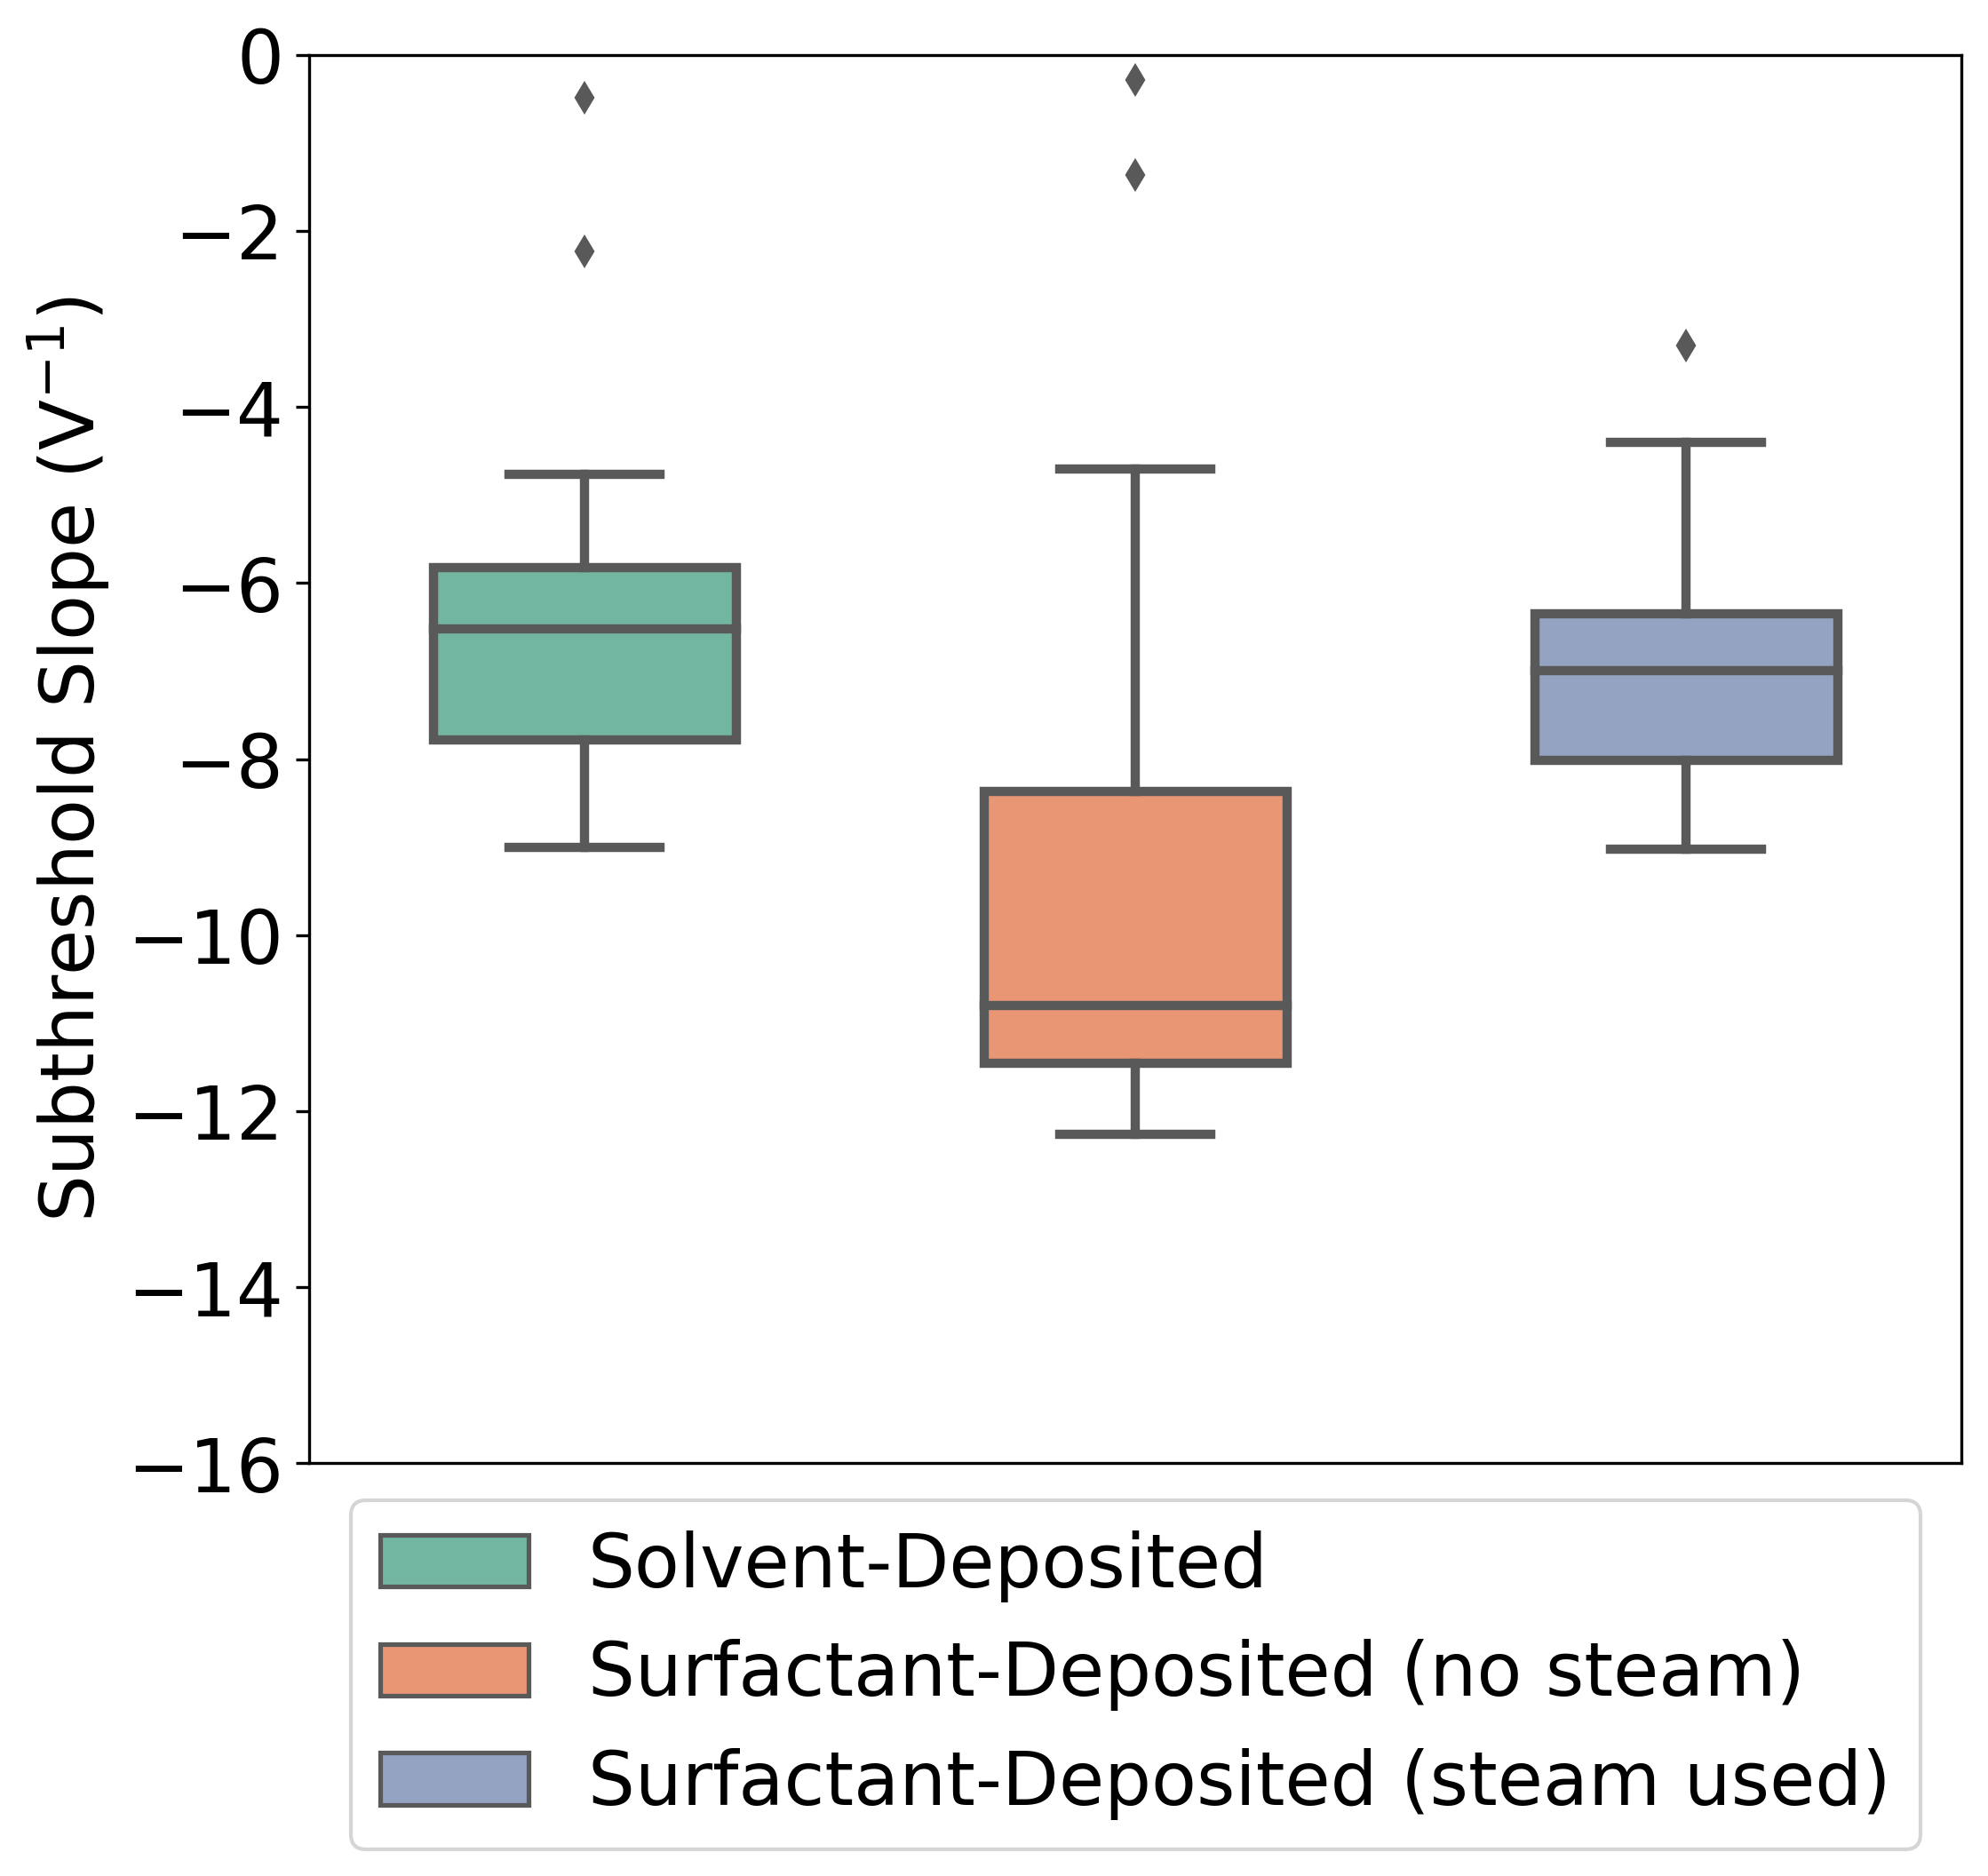 0
−2
−4
−6
−8
−10
−12
−14
−16
Subthreshold Slope (V⁻¹)
Solvent-Deposited
Surfactant-Deposited (no steam)
Surfactant-Deposited (steam used)